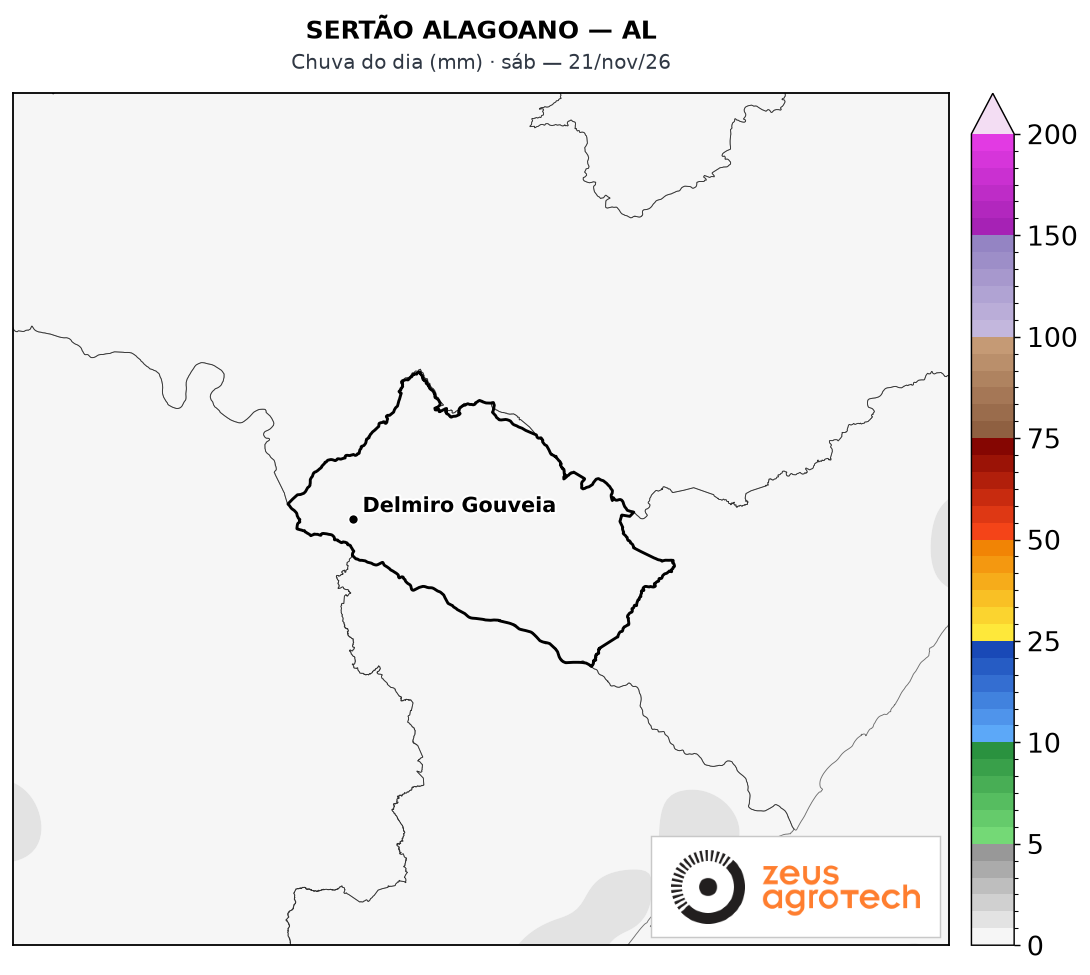 SERTÃO ALAGOANO — AL
Chuva do dia (mm) · sáb — 21/nov/26
200
150
100
75
50
25
10
5
0
Delmiro Gouveia
zeus
agrotech